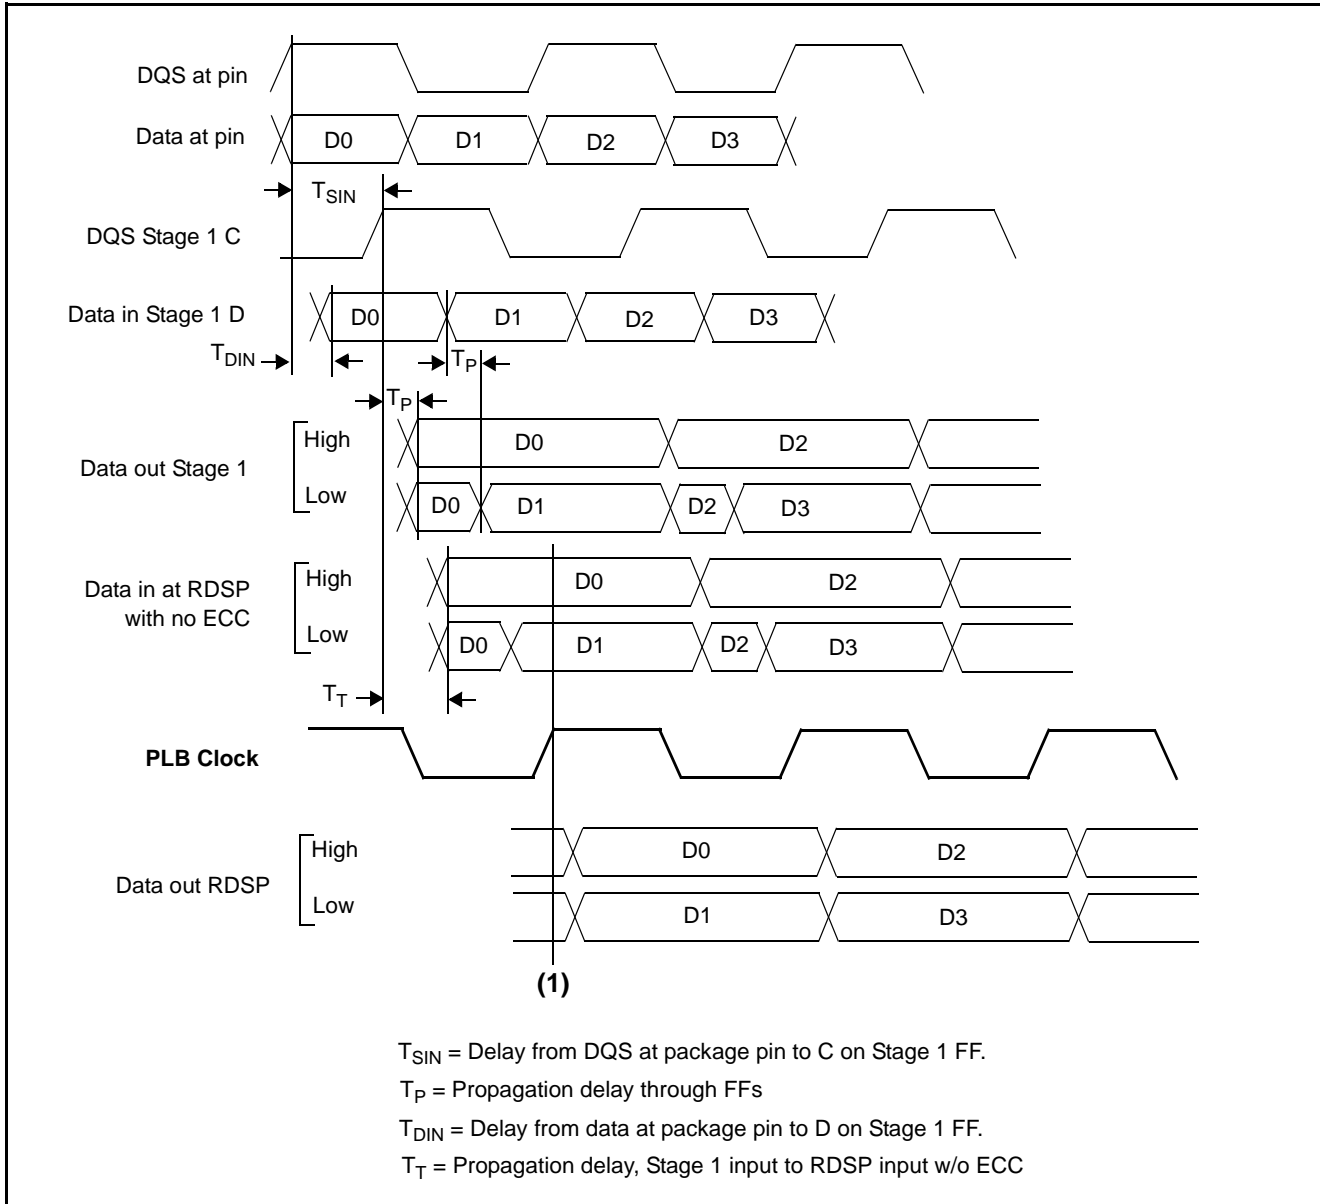 DQS at pin
Data at pin
D0 D1 D2 D3
TSIN
DQS Stage 1 C
Data in Stage 1 D
D0 D1 D2 D3
TDIN
TP
TP
Data out Stage 1
High
D0 D2
Low
D0 D1 D2 D3
Data in at RDSP
with no ECC
High
D0 D2
Low
D0 D1 D2 D3
TT
PLB Clock
Data out RDSP
High
D0 D2
Low
D1 D3
(1)
TSIN = Delay from DQS at package pin to C on Stage 1 FF.
TP = Propagation delay through FFs
TDIN = Delay from data at package pin to D on Stage 1 FF.
TT = Propagation delay, Stage 1 input to RDSP input w/o ECC